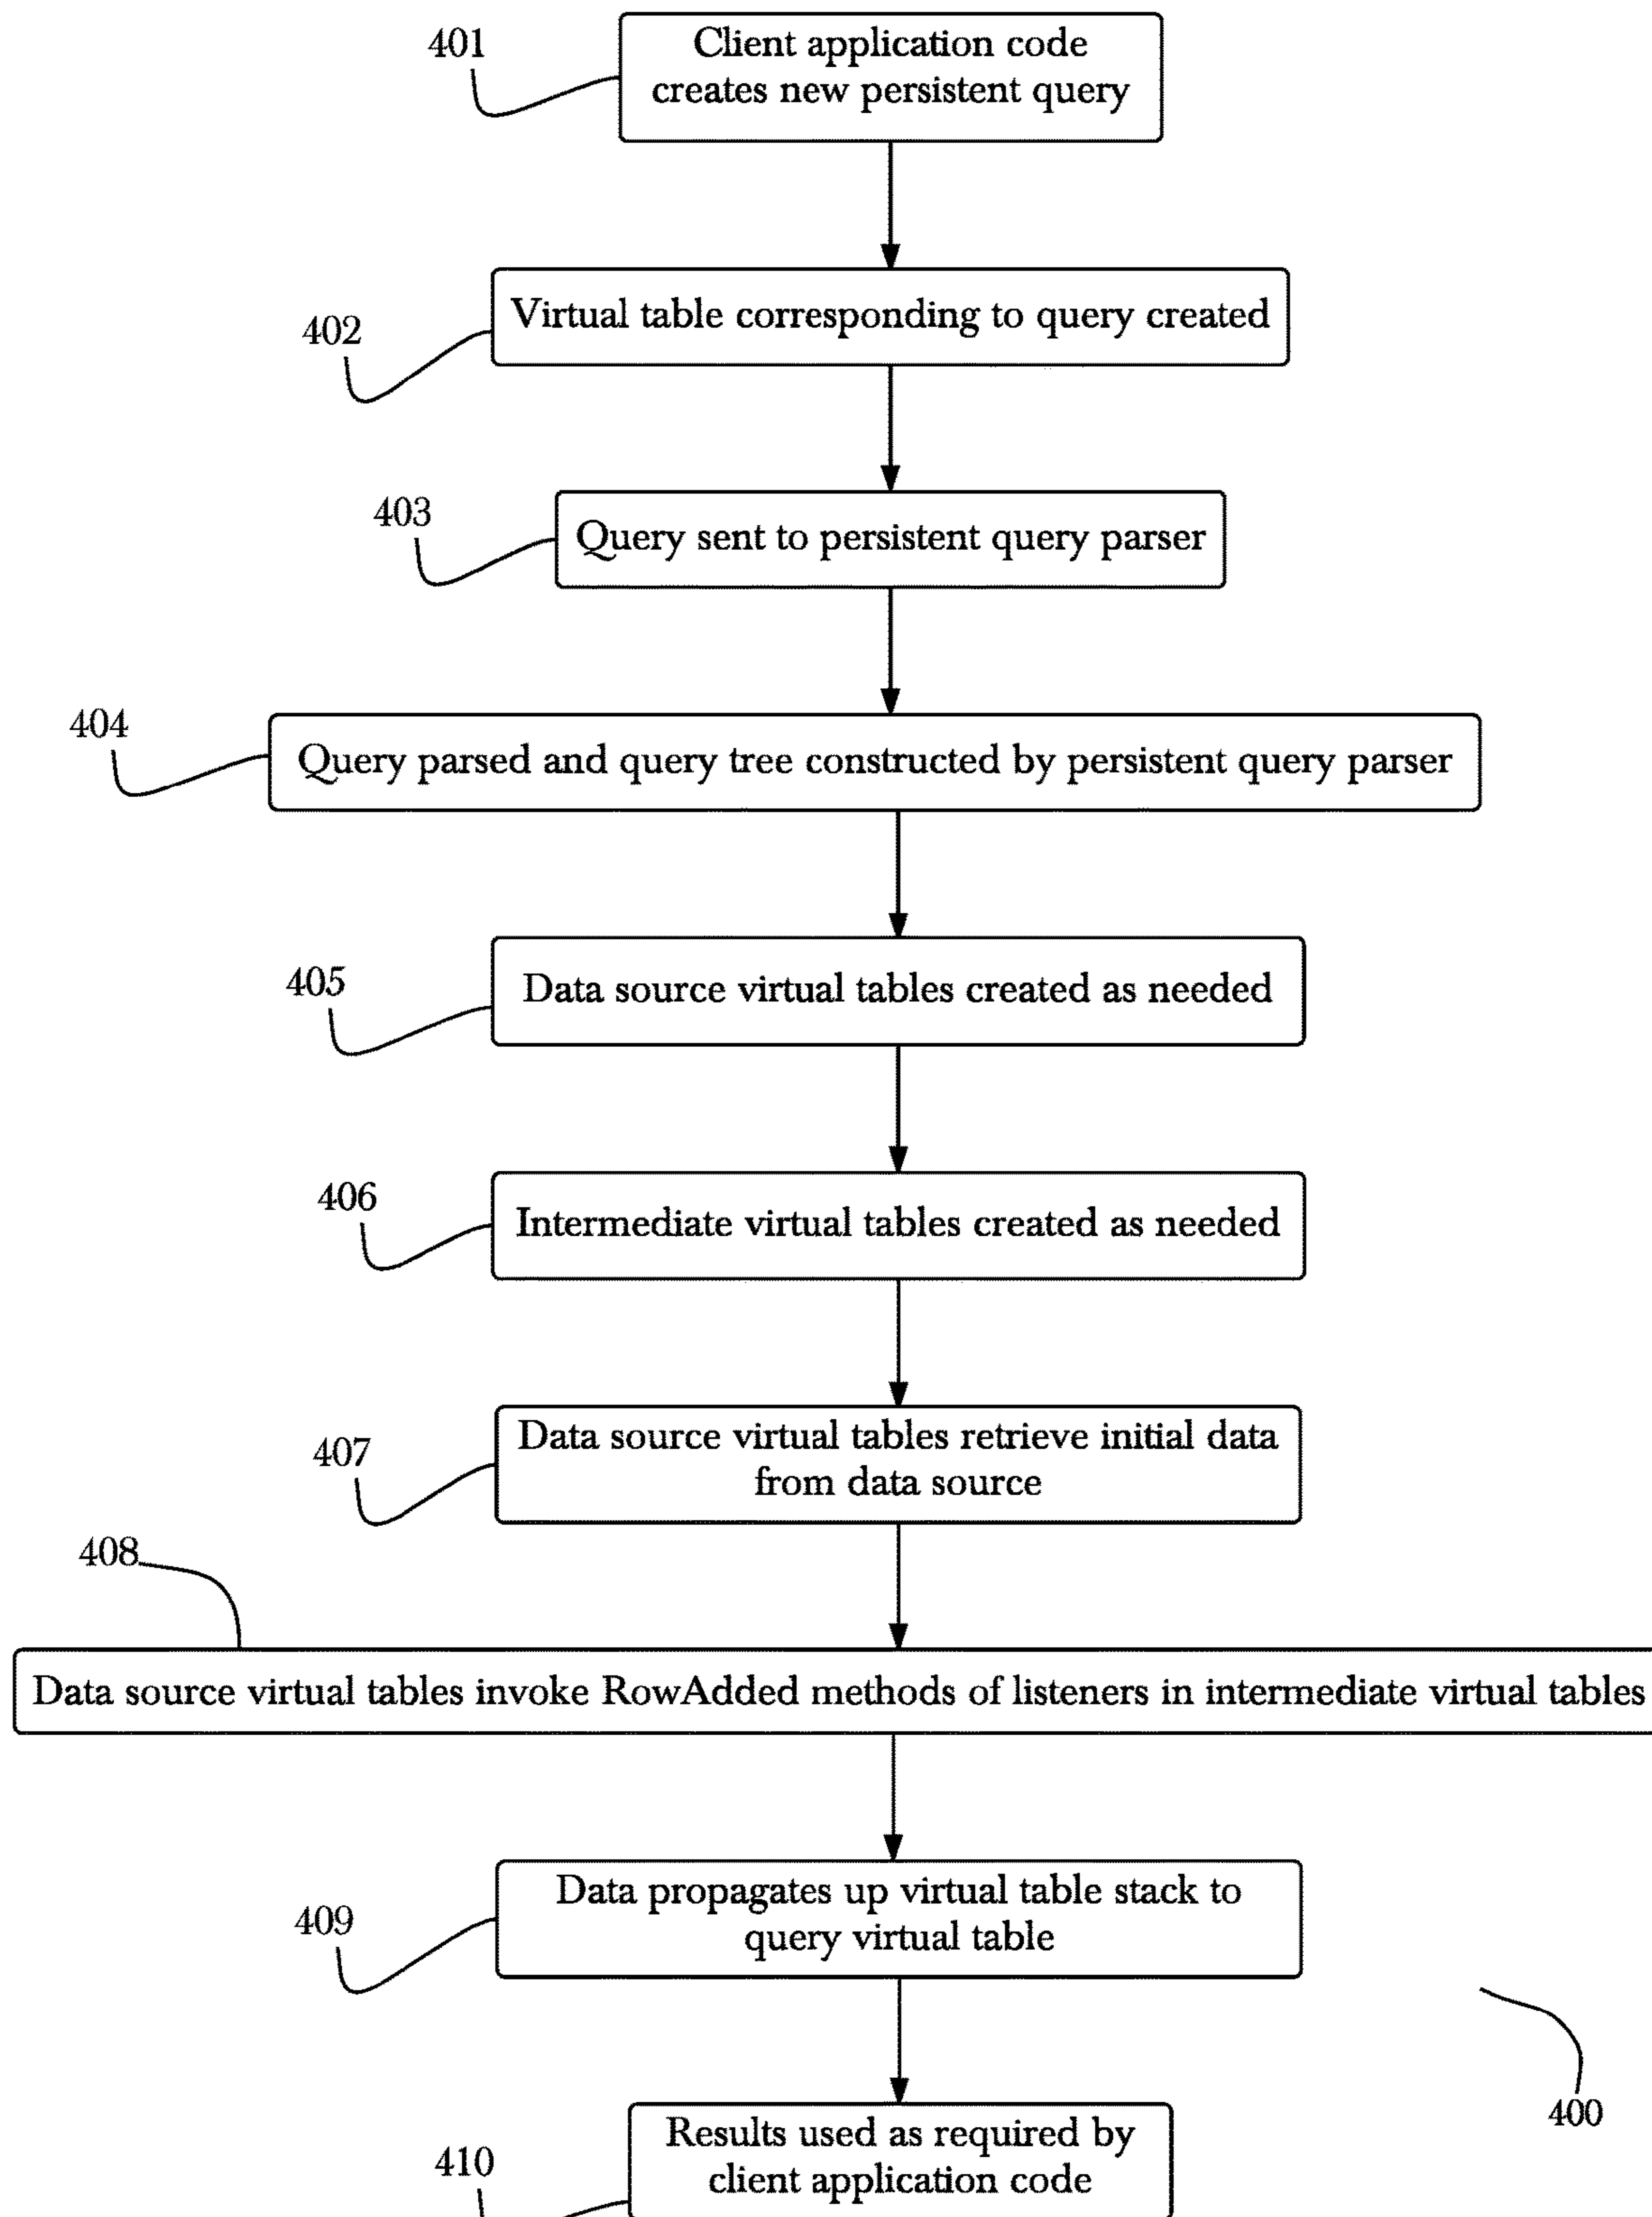 401
Client application code
creates new persistent query
402
Virtual table corresponding to query created
403
Query sent to persistent query parser
404
Query parsed and query tree constructed by persistent query parser
405
Data source virtual tables created as needed
406
Intermediate virtual tables created as needed
407
Data source virtual tables retrieve initial data
from data source
408
Data source virtual tables invoke RowAdded methods of listeners in intermediate virtual tables
409
Data propagates up virtual table stack to
query virtual table
400
410
Results used as required by
client application code